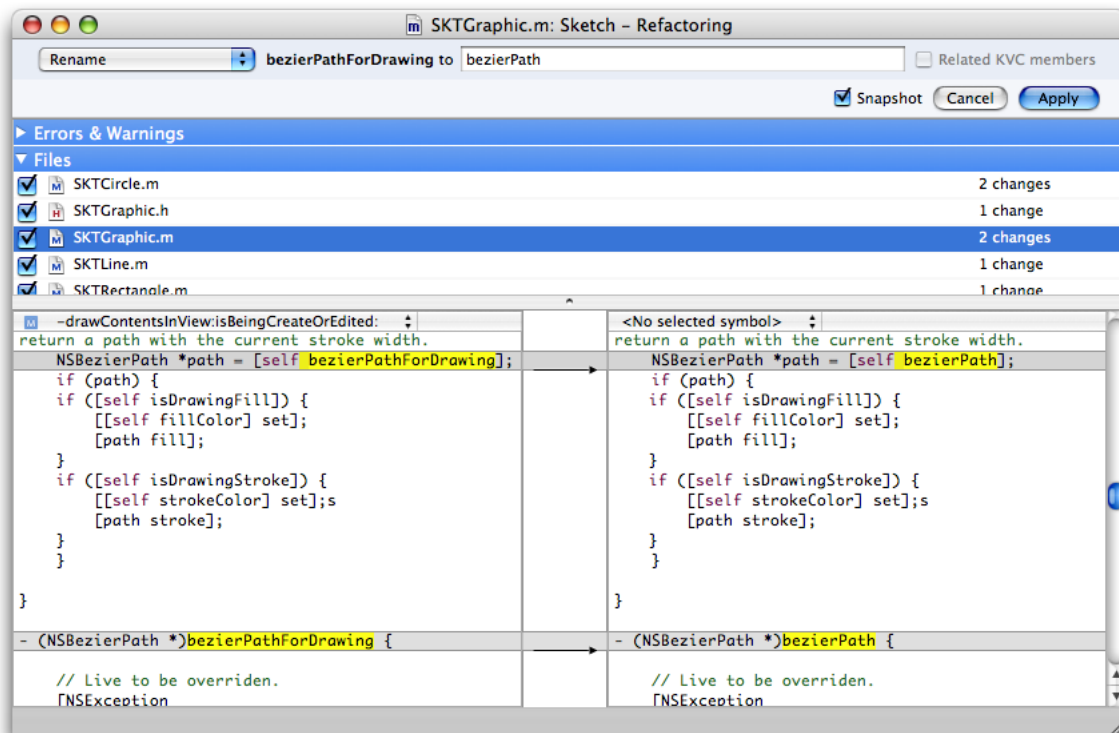 SKTGraphic.m: Sketch – Refactoring
Rename bezierPathForDrawing to bezierPath Related KVC members
Snapshot Cancel Apply
Errors & Warnings
Files
SKTCircle.m 2 changes
SKTGraphic.h 1 change
SKTGraphic.m 2 changes
SKTLine.m 1 change
SKTRectangle.m 1 change
-drawContentsInView:isBeingCreateOrEdited:
return a path with the current stroke width.
NSBezierPath *path = [self bezierPathForDrawing];
if (path) {
if ([self isDrawingFill]) {
[[self fillColor] set];
[path fill];
}
if ([self isDrawingStroke]) {
[[self strokeColor] set];s
[path stroke];
}
}
}
- (NSBezierPath *)bezierPathForDrawing {
// Live to be overriden.
[NSException
<No selected symbol>
return a path with the current stroke width.
NSBezierPath *path = [self bezierPath];
if (path) {
if ([self isDrawingFill]) {
[[self fillColor] set];
[path fill];
}
if ([self isDrawingStroke]) {
[[self strokeColor] set];s
[path stroke];
}
}
}
- (NSBezierPath *)bezierPath {
// Live to be overriden.
[NSException